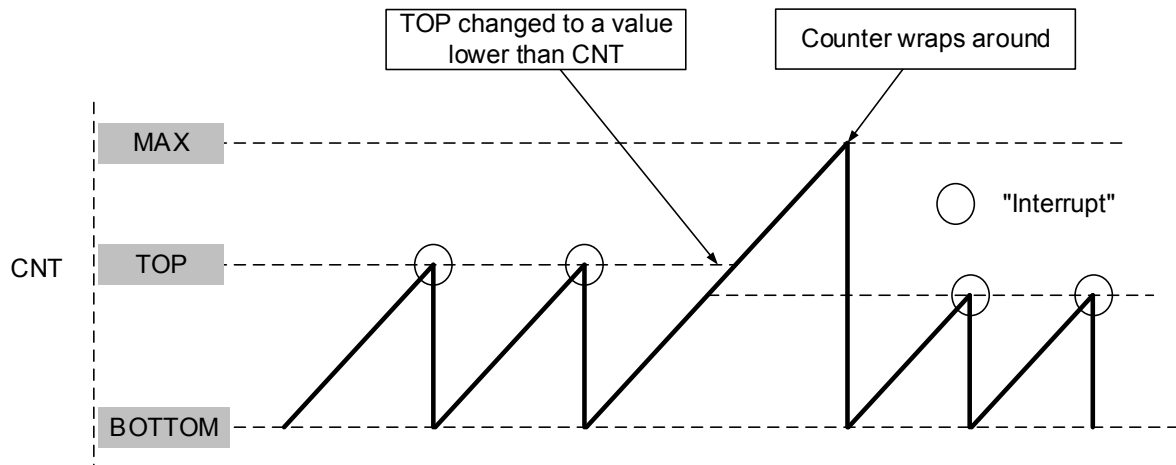 TOP changed to a value
lower than CNT
Counter wraps around
MAX
"Interrupt"
CNT
TOP
BOTTOM